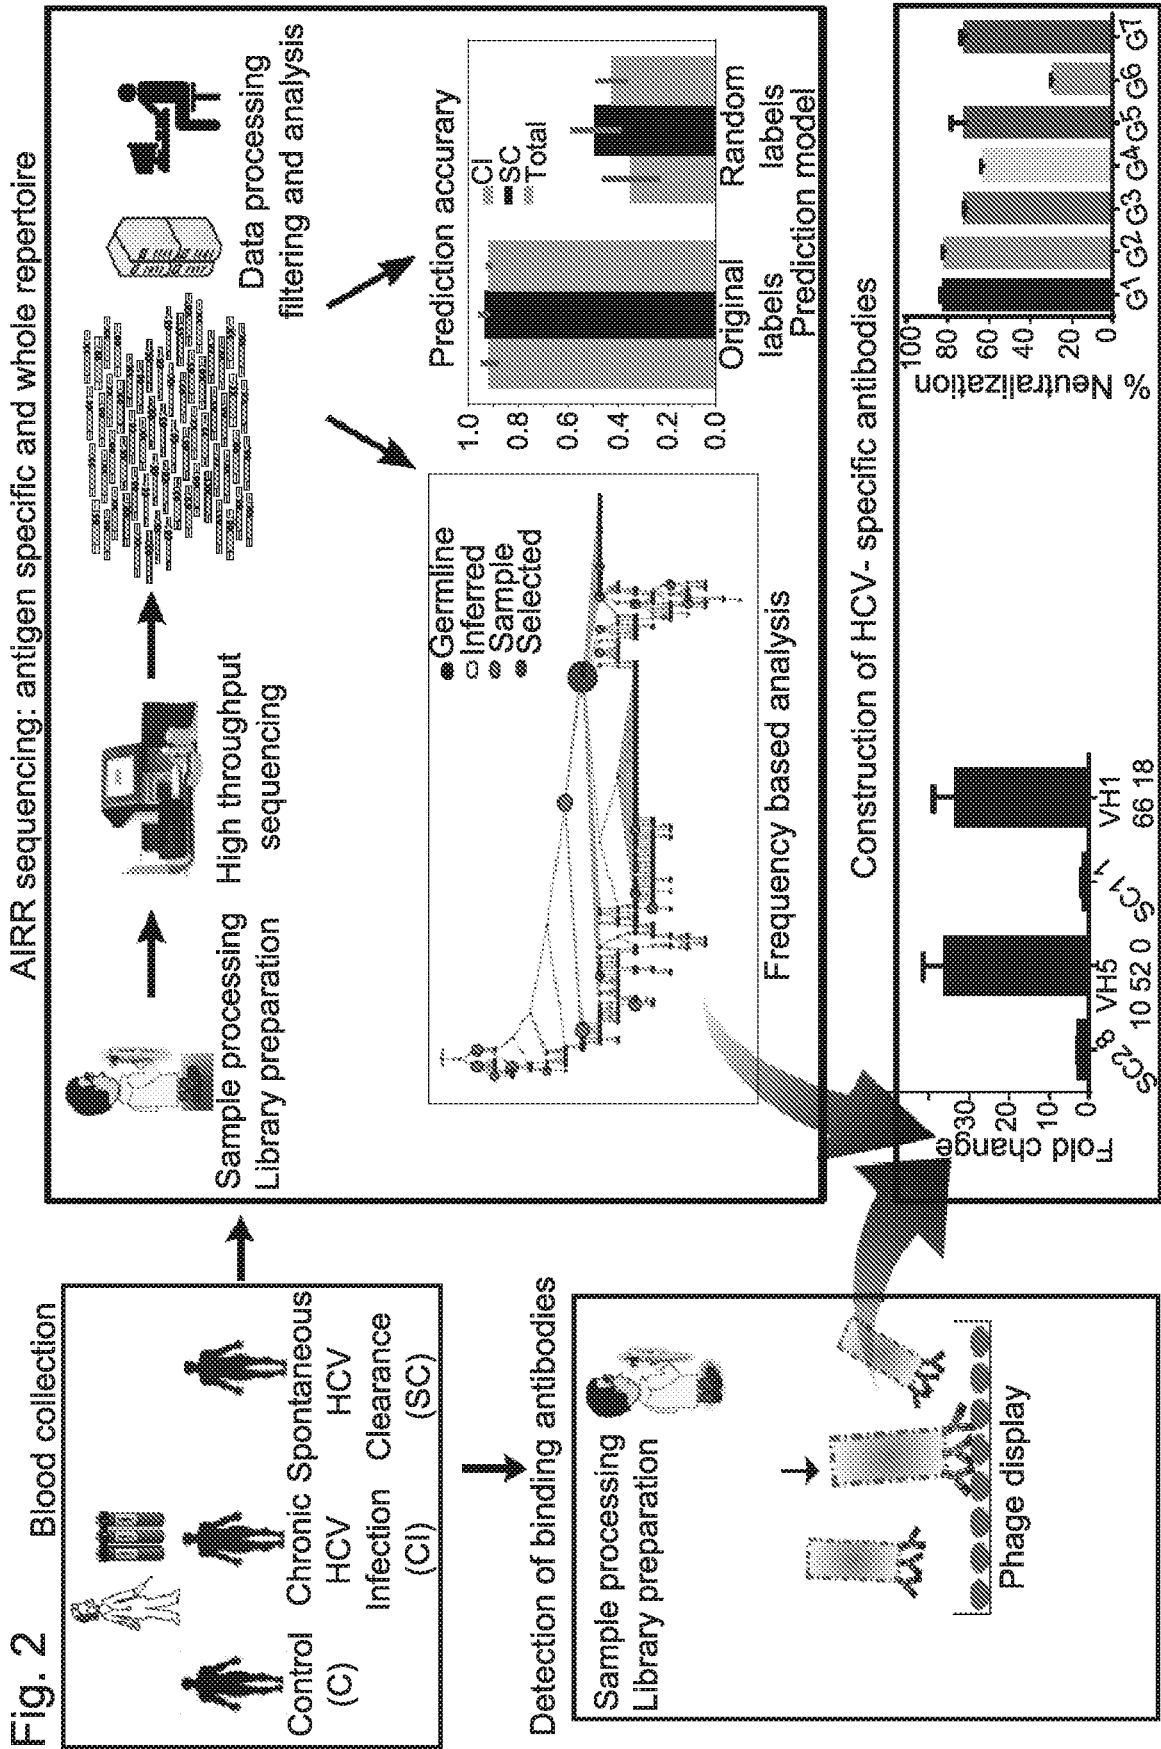 Fig. 2
Blood collection
Control
(C)
Chronic
HCV
Infection
(CI)
Spontaneous
HCV
Clearance
(SC)
AIRR sequencing: antigen specific and whole repertoire
Sample processing
Library preparation
High throughput
sequencing
Data processing
filtering and analysis
Germline
Inferred
Sample
Selected
Frequency based analysis
Prediction accurary
CI
SC
Total
1.0
0.8
0.6
0.4
0.2
0.0
Original
labels
Random
labels
Prediction model
Detection of binding antibodies
Sample processing
Library preparation
Phage display
Construction of HCV- specific antibodies
Fold change
30
20
10
0
SC28
VH5
10 52 0
SC11
VH1
66 18
% Neutralization
100
80
60
40
20
0
G1 G2 G3 G4 G5 G6 G7